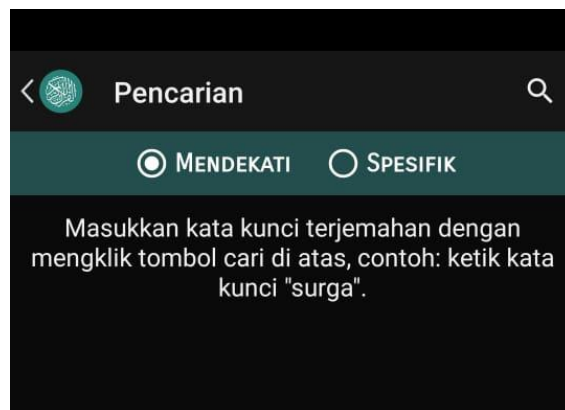 Pencarian
MENDEKATI SPESIFIK
Masukkan kata kunci terjemahan dengan
mengklik tombol cari di atas, contoh: ketik kata
kunci "surga".